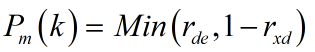 P_m(k) = Min(r_de, 1 - r_xd)